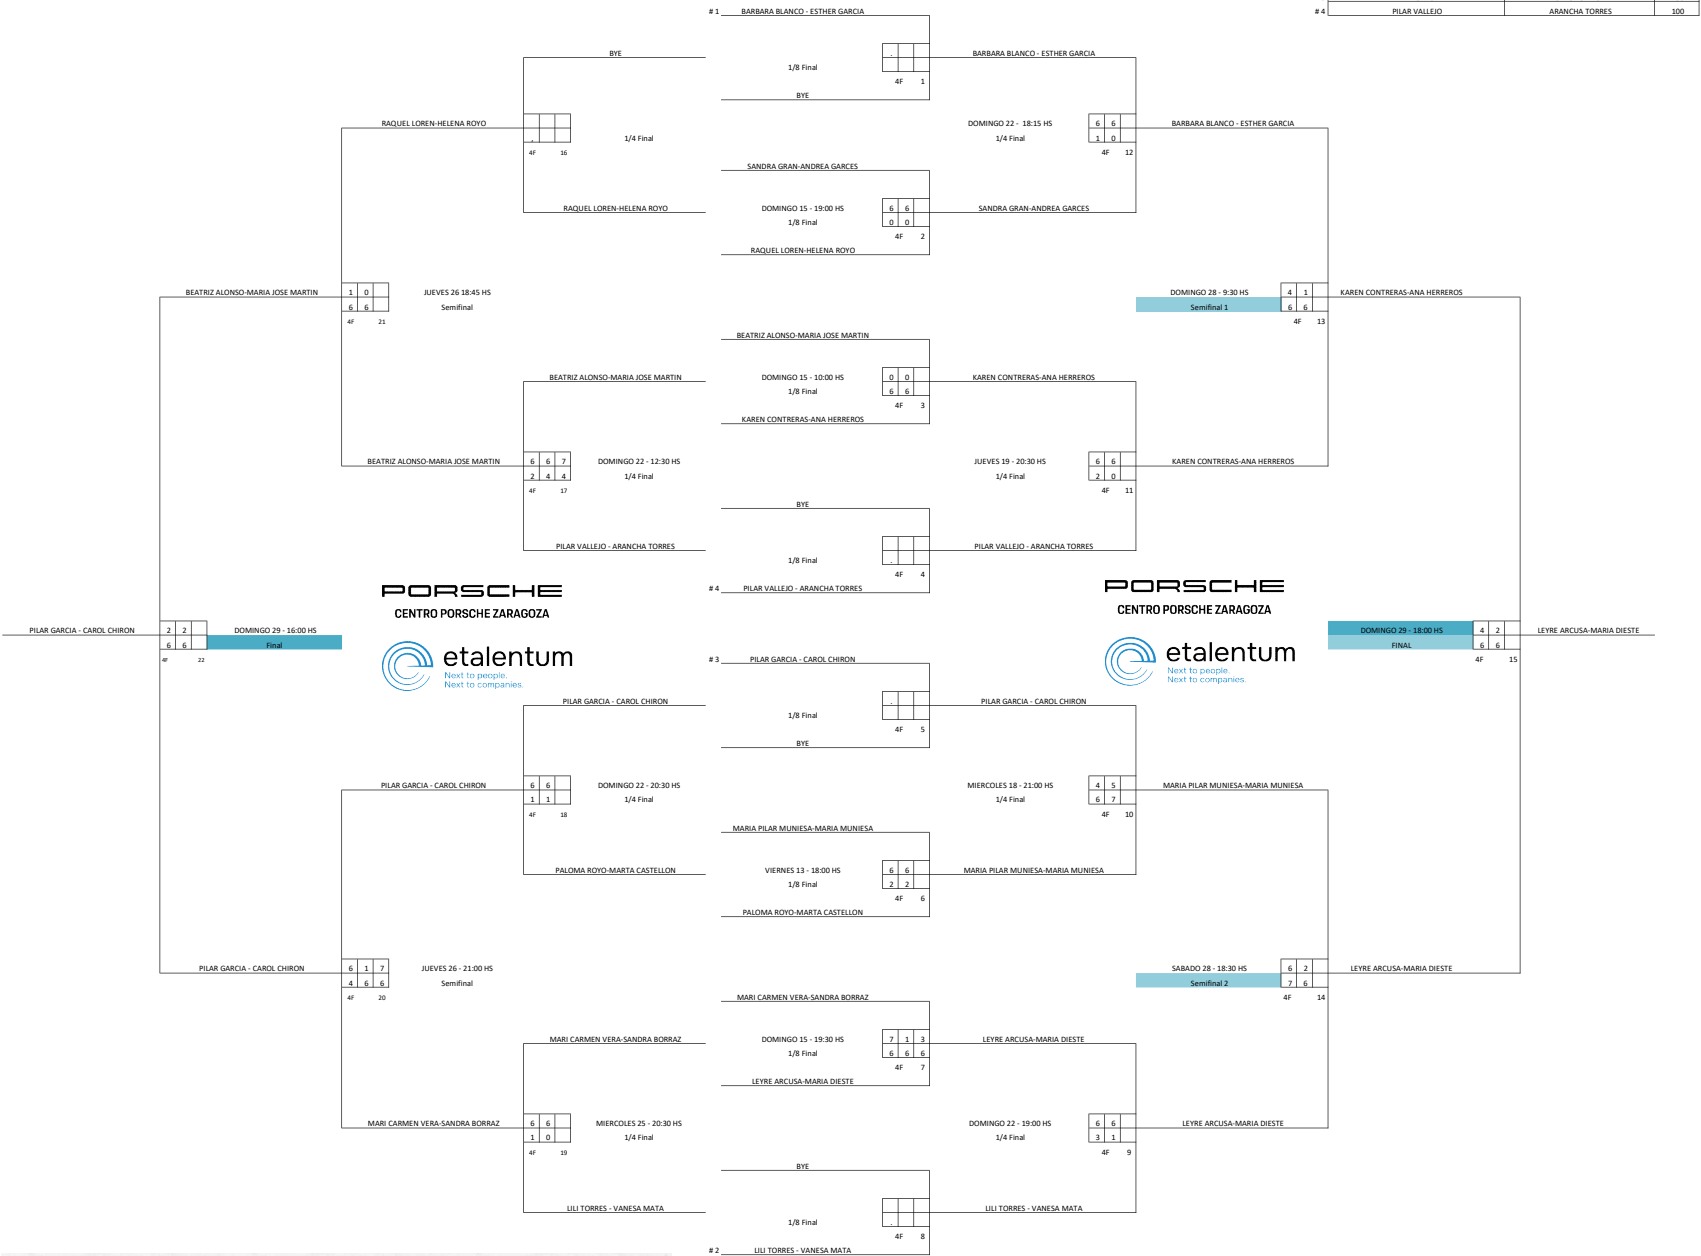 # 1 BARBARA BLANCO - ESTHER GARCIA
# 4 PILAR VALLEJO ARANCHA TORRES 100
BYE
BARBARA BLANCO - ESTHER GARCIA
1/8 Final
4F 1
BYE
RAQUEL LOREN-HELENA ROYO
1/4 Final
4F 16
DOMINGO 22 - 18:15 HS 6 6
1/4 Final 1 0
4F 12
BARBARA BLANCO - ESTHER GARCIA
SANDRA GRAN-ANDREA GARCES
RAQUEL LOREN-HELENA ROYO
DOMINGO 15 - 19:00 HS 6 6
1/8 Final 0 0
4F 2
SANDRA GRAN-ANDREA GARCES
RAQUEL LOREN-HELENA ROYO
BEATRIZ ALONSO-MARIA JOSE MARTIN
1 0 JUEVES 26 18:45 HS
6 6 Semifinal
4F 21
DOMINGO 28 - 9:30 HS 4 1
Semifinal 1 6 6
4F 13
KAREN CONTRERAS-ANA HERREROS
BEATRIZ ALONSO-MARIA JOSE MARTIN
BEATRIZ ALONSO-MARIA JOSE MARTIN
DOMINGO 15 - 10:00 HS 0 0
1/8 Final 6 6
4F 3
KAREN CONTRERAS-ANA HERREROS
KAREN CONTRERAS-ANA HERREROS
BEATRIZ ALONSO-MARIA JOSE MARTIN
6 6 7 DOMINGO 22 - 12:30 HS
2 4 4 1/4 Final
4F 17
JUEVES 19 - 20:30 HS 6 6
1/4 Final 2 0
4F 11
KAREN CONTRERAS-ANA HERREROS
BYE
PILAR VALLEJO - ARANCHA TORRES
1/8 Final
4F 4
PILAR VALLEJO - ARANCHA TORRES
# 4 PILAR VALLEJO - ARANCHA TORRES
PORSCHE
CENTRO PORSCHE ZARAGOZA
etalentum
Next to people.
Next to companies.
PORSCHE
CENTRO PORSCHE ZARAGOZA
etalentum
Next to people.
Next to companies.
PILAR GARCIA - CAROL CHIRON
2 2 DOMINGO 29 - 16:00 HS
6 6 Final
4F 22
DOMINGO 29 - 18:00 HS 4 2
FINAL 6 6
4F 15
LEYRE ARCUSA-MARIA DIESTE
# 3 PILAR GARCIA - CAROL CHIRON
PILAR GARCIA - CAROL CHIRON
1/8 Final
4F 5
PILAR GARCIA - CAROL CHIRON
BYE
PILAR GARCIA - CAROL CHIRON
6 6 DOMINGO 22 - 20:30 HS
1 1 1/4 Final
4F 18
MIERCOLES 18 - 21:00 HS 4 5
1/4 Final 6 7
4F 10
MARIA PILAR MUNIESA-MARIA MUNIESA
MARIA PILAR MUNIESA-MARIA MUNIESA
PALOMA ROYO-MARTA CASTELLON
VIERNES 13 - 18:00 HS 6 6
1/8 Final 2 2
4F 6
MARIA PILAR MUNIESA-MARIA MUNIESA
PALOMA ROYO-MARTA CASTELLON
PILAR GARCIA - CAROL CHIRON
6 1 7 JUEVES 26 - 21:00 HS
4 6 6 Semifinal
4F 20
SABADO 28 - 18:30 HS 6 2
Semifinal 2 7 6
4F 14
LEYRE ARCUSA-MARIA DIESTE
MARI CARMEN VERA-SANDRA BORRAZ
MARI CARMEN VERA-SANDRA BORRAZ
DOMINGO 15 - 19:30 HS 7 1 3
1/8 Final 6 6 6
4F 7
LEYRE ARCUSA-MARIA DIESTE
LEYRE ARCUSA-MARIA DIESTE
MARI CARMEN VERA-SANDRA BORRAZ
6 6 MIERCOLES 25 - 20:30 HS
1 0 1/4 Final
4F 19
DOMINGO 22 - 19:00 HS 6 6
1/4 Final 3 1
4F 9
LEYRE ARCUSA-MARIA DIESTE
BYE
LILI TORRES - VANESA MATA
1/8 Final
4F 8
LILI TORRES - VANESA MATA
# 2 LILI TORRES - VANESA MATA